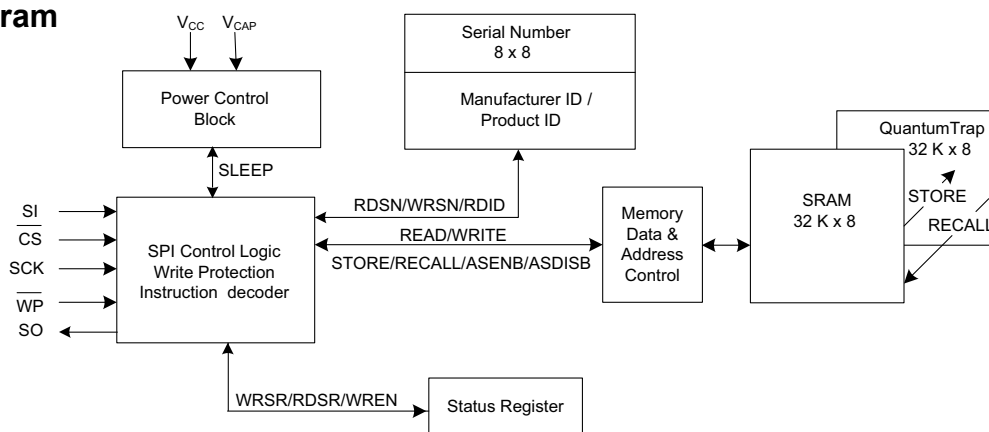 ram
V_CC V_CAP
Power Control
Block
SLEEP
Serial Number
8 x 8
Manufacturer ID /
Product ID
QuantumTrap
32 K x 8
SRAM
32 K x 8
STORE
RECALL
SI
CS
SCK
WP
SO
SPI Control Logic
Write Protection
Instruction decoder
RDSN/WRSN/RDID
READ/WRITE
STORE/RECALL/ASENB/ASDISB
Memory
Data &
Address
Control
WRSR/RDSR/WREN
Status Register